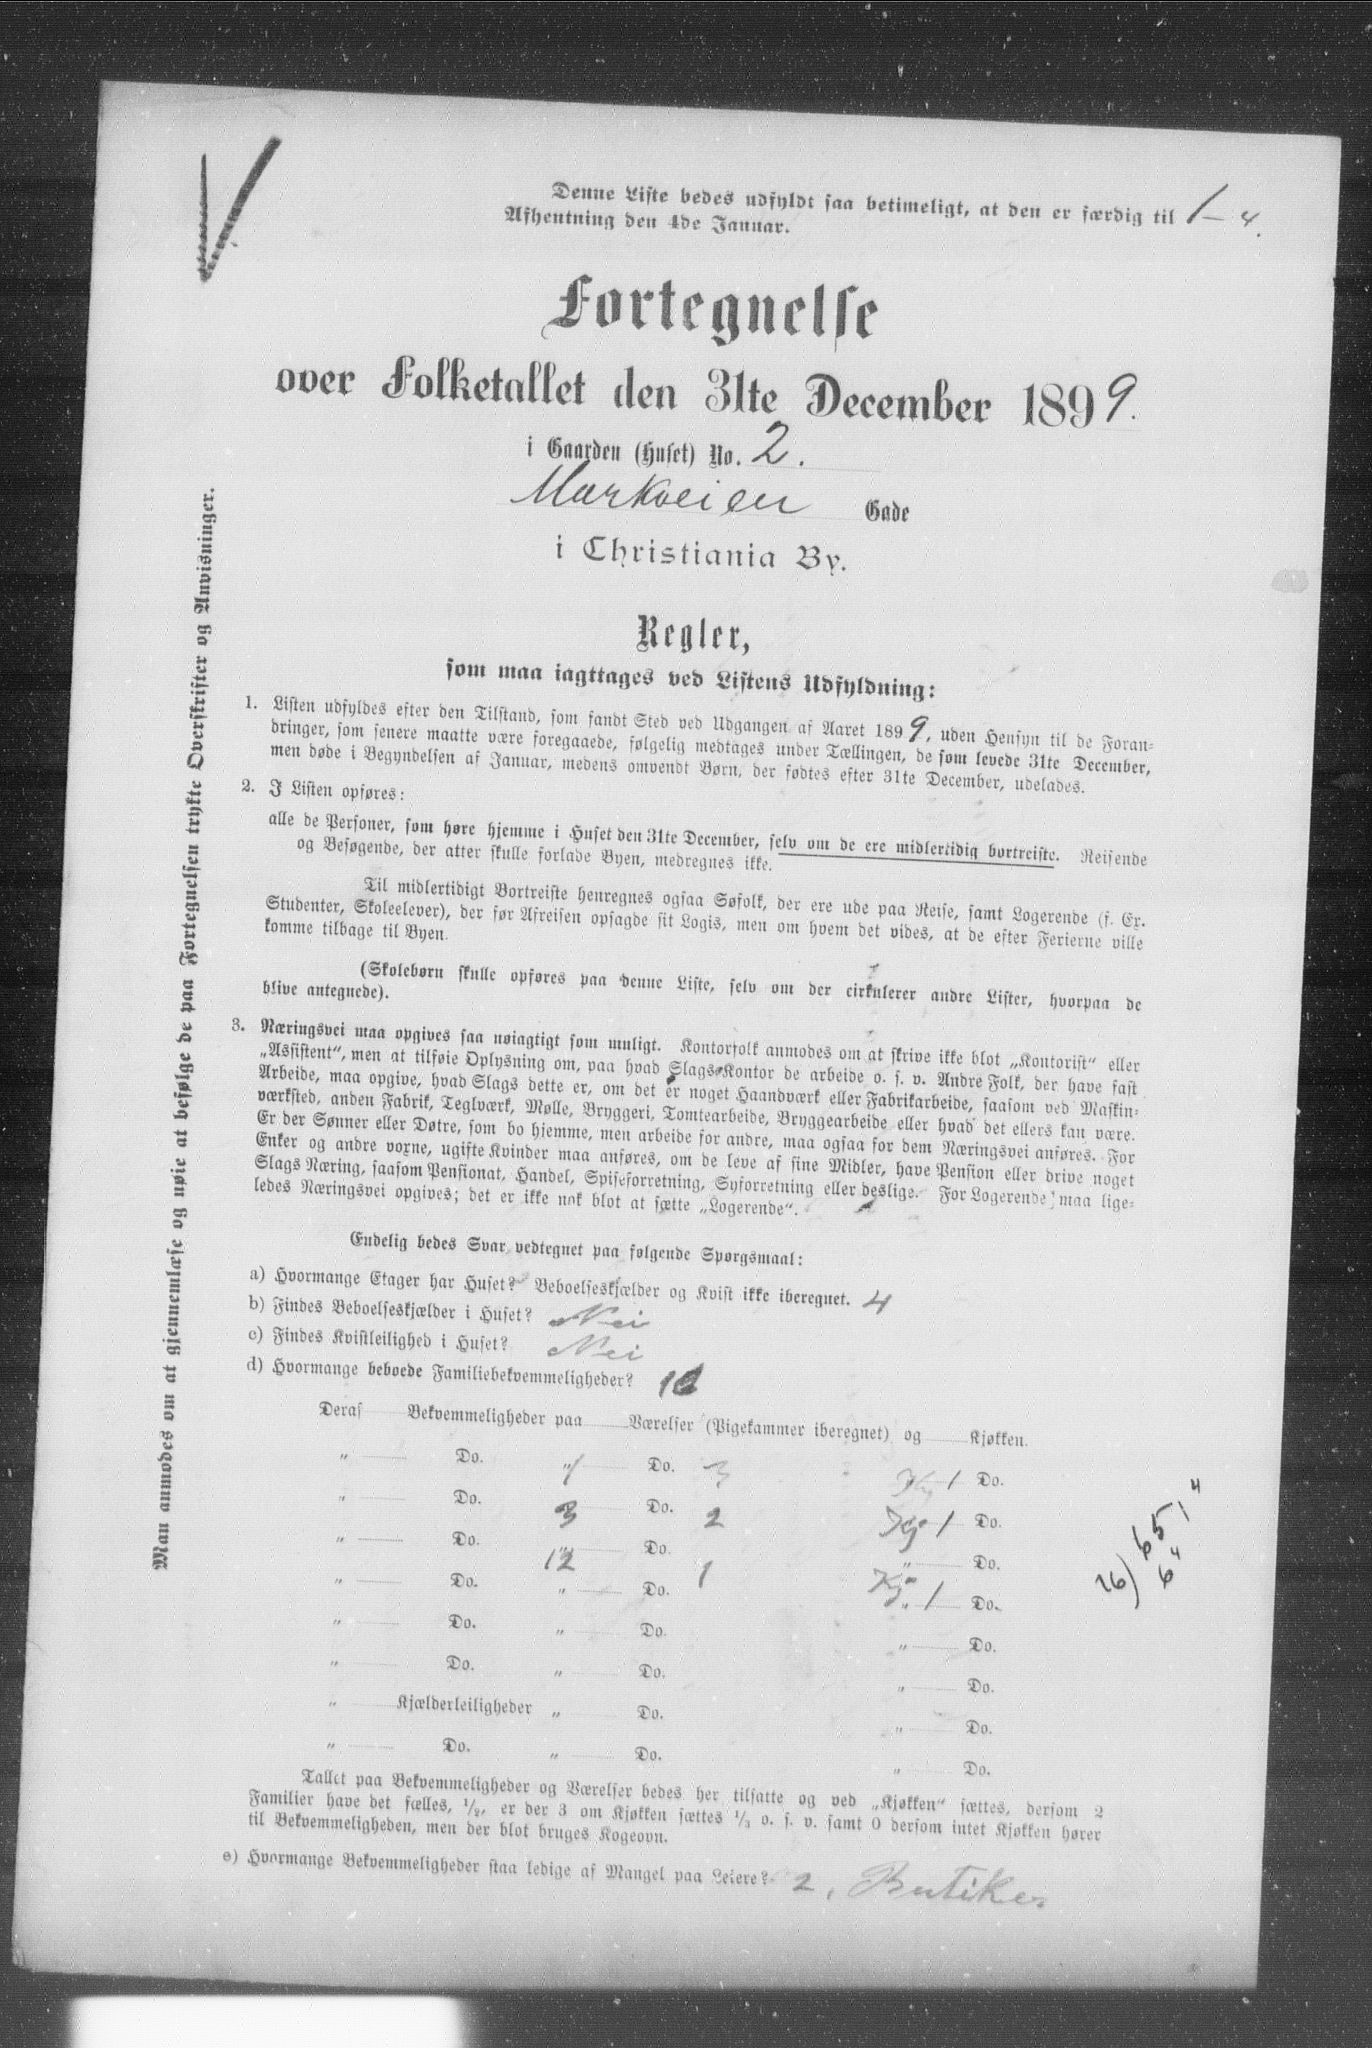 Denne Liste bedes udfyldt saa betimeligt, at den er færdig til
Afhentning den 4de Januar.
1-4.
Fortegnelse
over Folketallet den 31te December 1899.
i Gaarden (Huset) No. 2.
Markveien Gade
i Christiania By.
Regler,
som maa iagttages ved Listens Udfyldning:
1. Listen udfyldes efter den Tilstand, som fandt Sted ved Udgangen af Aaret 1899, uden Hensyn til de Foran-
dringer, som senere maatte være foregaaede, følgelig medtages under Tællingen, de som levede 31te December,
men døde i Begyndelsen af Januar, medens omvendt Børn, der fødtes efter 31te December, udelades.
2. I Listen opføres:
alle de Personer, som høre hjemme i Huset den 31te December, selv om de ere midlertidig bortreiste. Reisende
og Besøgende, der atter skulle forlade Byen, medregnes ikke.
Til midlertidigt Bortreiste henregnes ogsaa Søfolk, der ere ude paa Reise, samt Logerende (f. Ex.
Studenter, Skoleelever), der før Afreisen opsagde sit Logis, men om hvem det vides, at de efter Ferierne ville
komme tilbage til Byen.
(Skolebørn skulle opføres paa denne Liste, selv om der cirkulerer andre Lister, hvorpaa de
blive antegnede).
3. Næringsvei maa opgives saa nøiagtigt som muligt. Kontorfolk anmodes om at skrive ikke blot „Kontorist“ eller
„Assistent“, men at tilføie Oplysning om, paa hvad Slags Kontor de arbeide o. s. v. Andre Folk, der have fast
Arbeide, maa opgive, hvad Slags dette er, om det er noget Haandværk eller Fabrikarbeide, saasom ved Maskin-
værksted, anden Fabrik, Teglværk, Mølle, Bryggeri, Tomtearbeide, Bryggearbeide eller hvad det ellers kan være.
Er der Sønner eller Døtre, som bo hjemme, men arbeide for andre, maa ogsaa for dem Næringsvei anføres. For
Enker og andre voxne, ugifte Kvinder maa anføres, om de leve af sine Midler, have Pension eller drive noget
Slags Næring, saasom Pensionat, Handel, Spiseforretning, Syforretning eller deslige. For Logerende maa lige-
ledes Næringsvei opgives; det er ikke nok blot at sætte „Logerende“.
Endelig bedes Svar vedtegnet paa følgende Spørgsmaal:
a) Hvormange Etager har Huset? Beboelseskjælder og Kvist ikke iberegnet. 4
b) Findes Beboelseskjælder i Huset? Nei
c) Findes Kvistleilighed i Huset? Nei
d) Hvormange beboede Familiebekvemmeligheder?
Deraf Bekvemmeligheder paa Værelser (Pigekammer iberegnet) og Kjøkken.
„ Do. „ 1 Do. 3 Kj 1 Do.
„ Do. 3 Do. 2 Kj 1 Do.
„ Do. 12 „ Do. 1 „ Do.
„ Do. „ Do. Kj „ 1 Do.
„ Do. „ Do. „ Do.
„ Do. „ Do. „ Do.
„ Kjælderleiligheder „ Do. „ Do.
„ Do. „ Do. „ Do.
16) 65,4
64
Tallet paa Bekvemmeligheder og Værelser bedes her tilsatte og ved „Kjøkken“ sættes, dersom 2
Familier have det fælles, 1/2, er der 3 om Kjøkken sættes 1/3 o. s. v. samt 0 dersom intet Kjøkken hører
til Bekvemmeligheden, men der blot bruges Kogeovn.
e) Hvormange Bekvemmeligheder staa ledige af Mangel paa Leiere? 2, Butiker
Man anmodes om at gjennemlæse og nøie at befølge de paa Fortegnelsen trykte Overskrifter og Anvisninger.